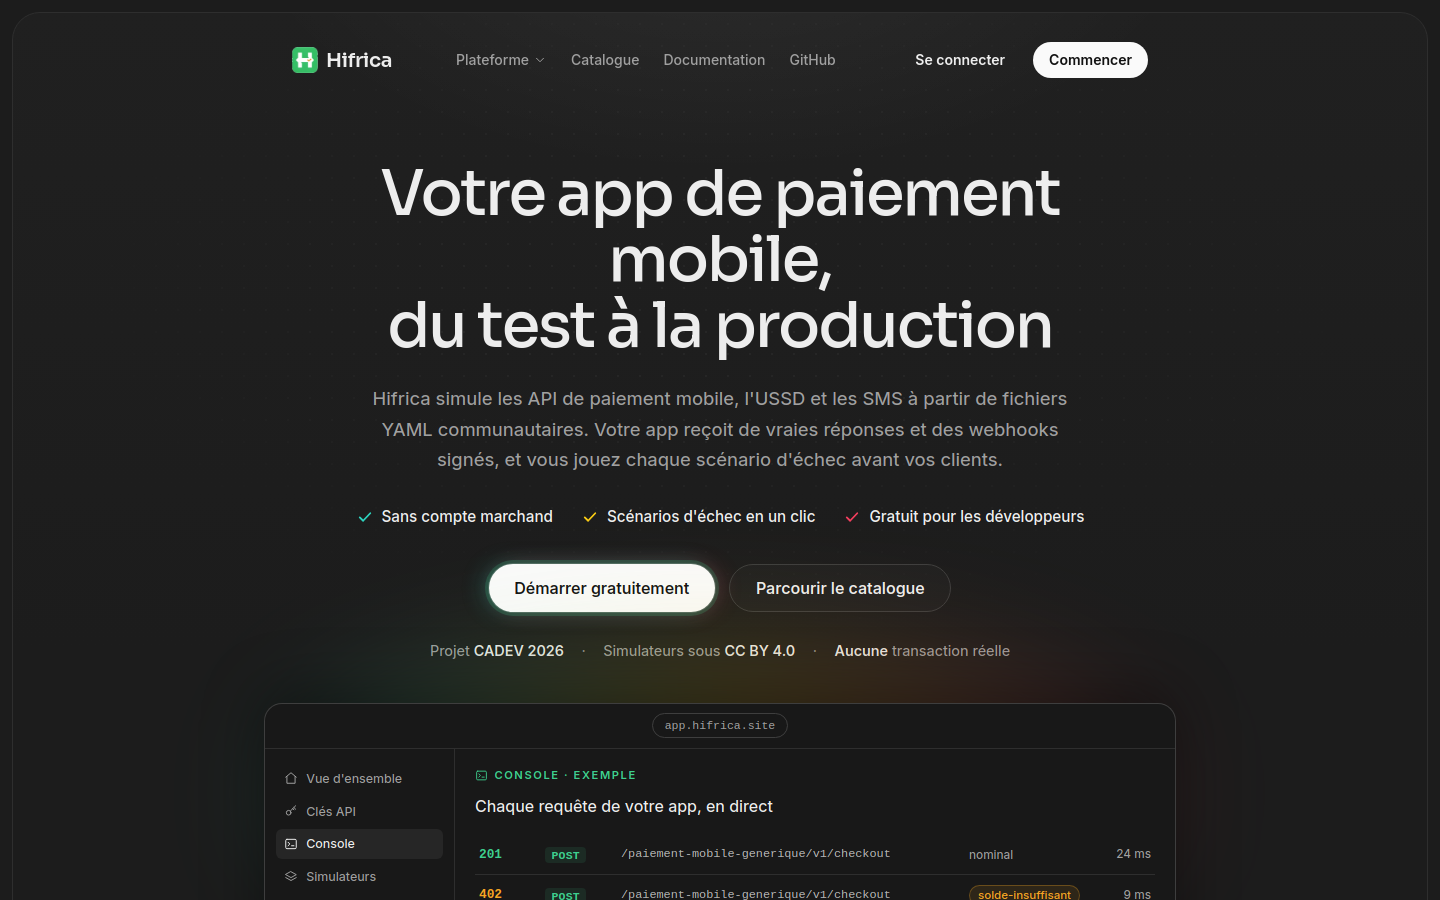 Hifrica
Plateforme
Catalogue
Documentation
GitHub
Se connecter
Commencer
Votre app de paiement
mobile,
du test à la production
Hifrica simule les API de paiement mobile, l'USSD et les SMS à partir de fichiers
YAML communautaires. Votre app reçoit de vraies réponses et des webhooks
signés, et vous jouez chaque scénario d'échec avant vos clients.
Sans compte marchand
Scénarios d'échec en un clic
Gratuit pour les développeurs
Démarrer gratuitement
Parcourir le catalogue
Projet CADEV 2026 · Simulateurs sous CC BY 4.0 · Aucune transaction réelle
app.hifrica.site
Vue d'ensemble
Clés API
Console
Simulateurs
CONSOLE · EXEMPLE
Chaque requête de votre app, en direct
201 POST /paiement-mobile-generique/v1/checkout nominal 24 ms
402 POST /paiement-mobile-generique/v1/checkout solde-insuffisant 9 ms